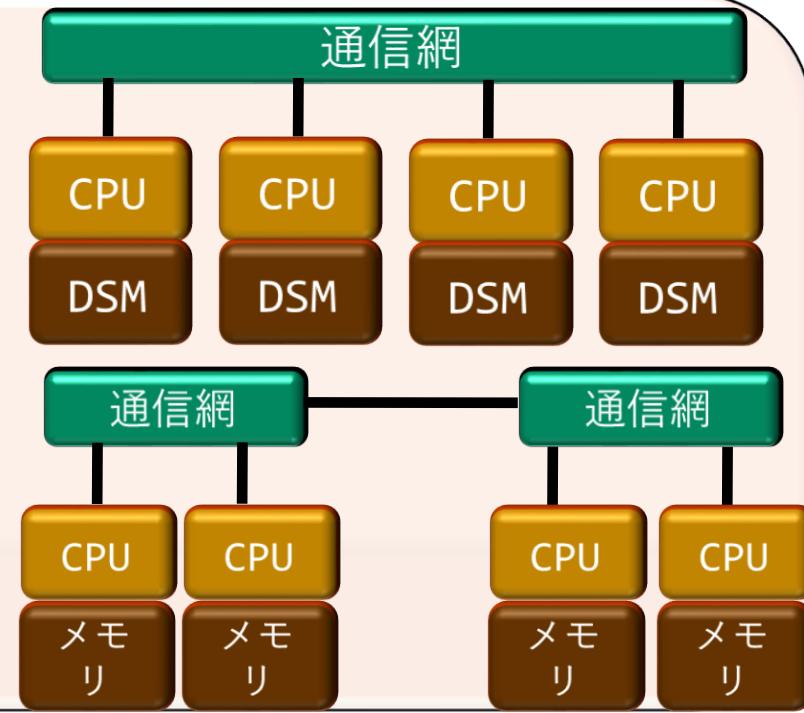 通信網
CPU CPU CPU CPU
DSM DSM DSM DSM
通信網 通信網
CPU CPU CPU CPU
メモ メモ メモ メモ
リ リ リ リ